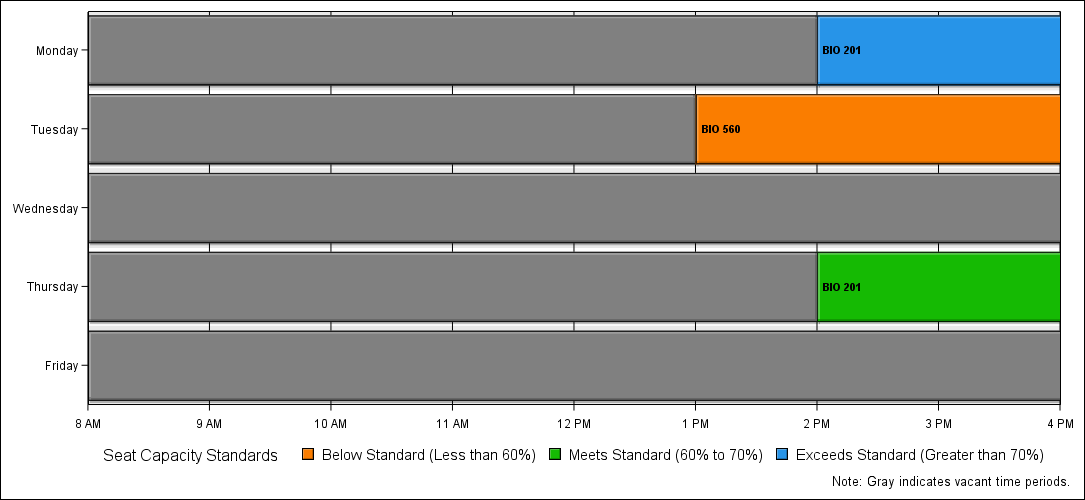 Monday
BIO 201
Tuesday
BIO 560
Wednesday
Thursday
BIO 201
Friday
8 AM 9 AM 10 AM 11 AM 12 PM 1 PM 2 PM 3 PM 4 PM
Seat Capacity Standards Below Standard (Less than 60%) Meets Standard (60% to 70%) Exceeds Standard (Greater than 70%)
Note: Gray indicates vacant time periods.